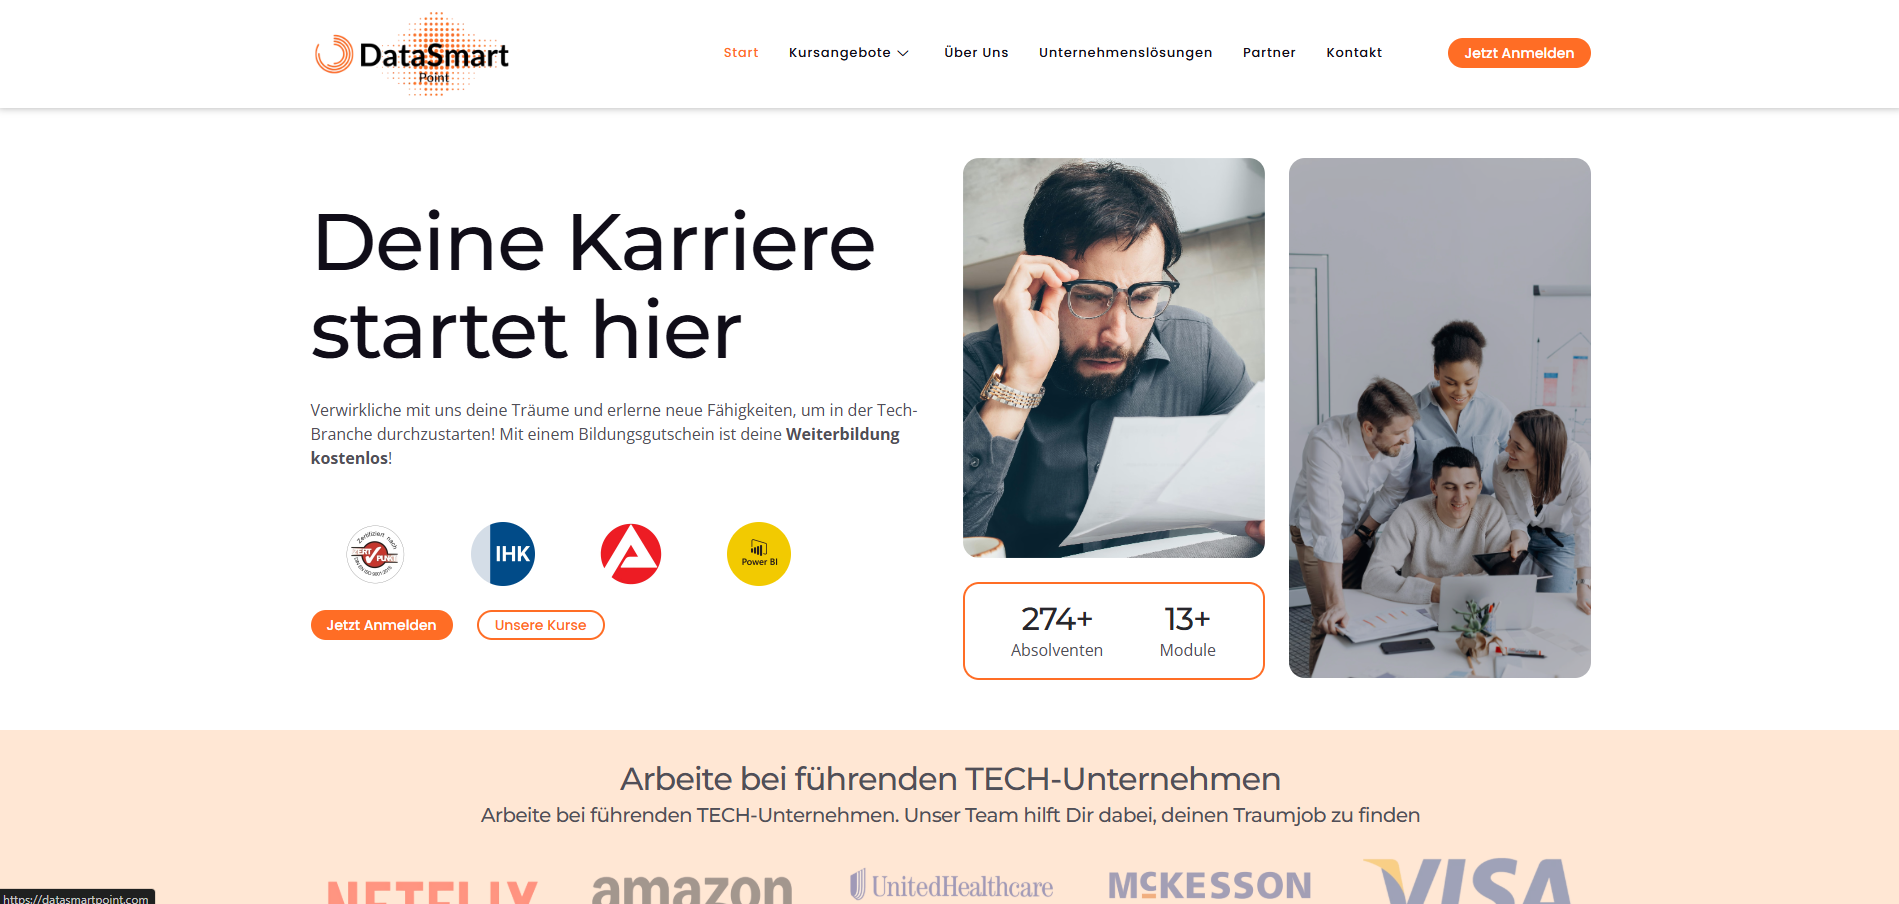 DataSmart
Point
Start
Kursangebote
Über Uns
Unternehmenslösungen
Partner
Kontakt
Jetzt Anmelden
Deine Karriere
startet hier
Verwirkliche mit uns deine Träume und erlerne neue Fähigkeiten, um in der Tech-
Branche durchzustarten! Mit einem Bildungsgutschein ist deine Weiterbildung
kostenlos!
Zertifiziert nach
ZERT PUNKT
DIN EN ISO 9001:2015
IHK
Power BI
Jetzt Anmelden
Unsere Kurse
274+
Absolventen
13+
Module
Arbeite bei führenden TECH-Unternehmen
Arbeite bei führenden TECH-Unternehmen. Unser Team hilft Dir dabei, deinen Traumjob zu finden
NETFLIX
amazon
UnitedHealthcare
MCKESSON
VISA
https://datasmartpoint.com